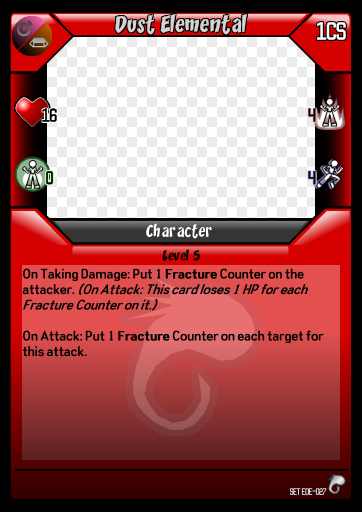 Dust Elemental
1CS
16
4
0
4
Character
Level 5
On Taking Damage: Put 1 Fracture Counter on the
attacker. (On Attack: This card loses 1 HP for each
Fracture Counter on it.)
On Attack: Put 1 Fracture Counter on each target for
this attack.
SET EOE-027